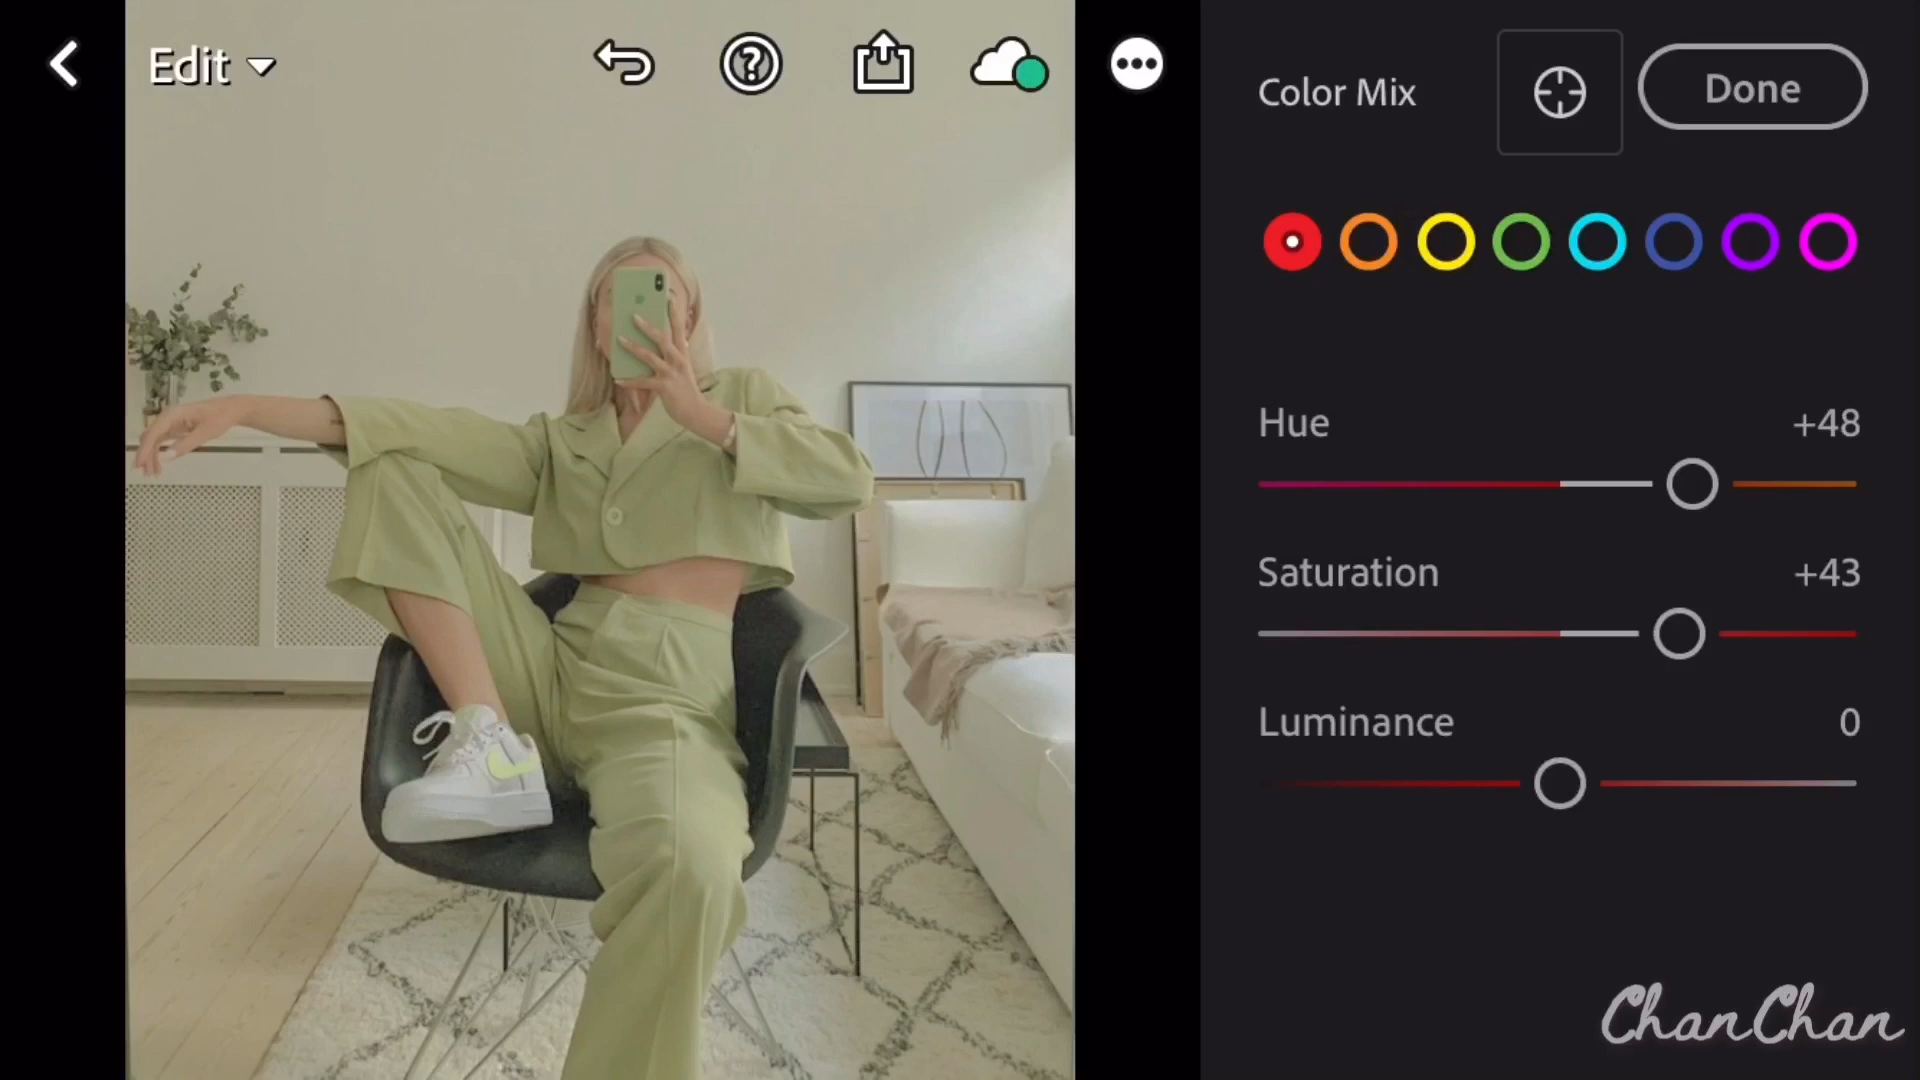 Edit
Color Mix
Done
Hue +48
Saturation +43
Luminance 0
ChanChan